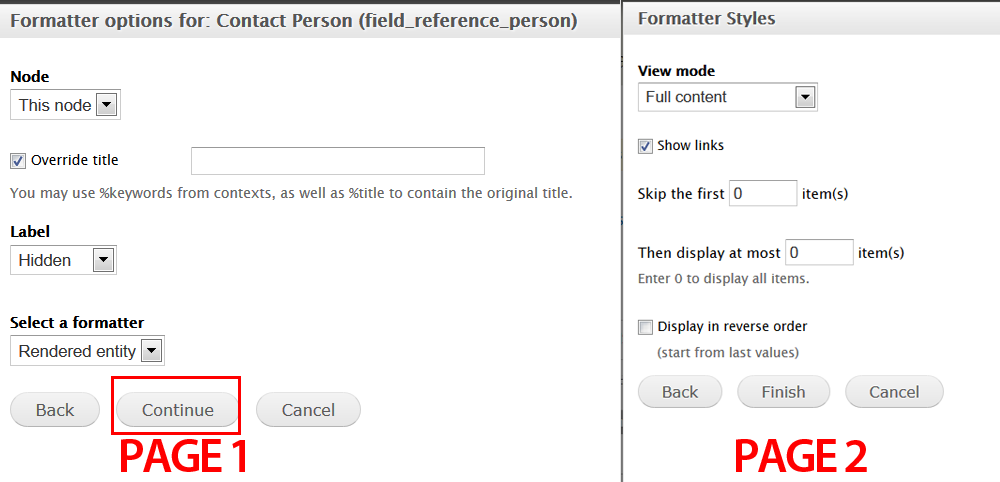 Formatter options for: Contact Person (field_reference_person)
Node
This node
Override title
You may use %keywords from contexts, as well as %title to contain the original title.
Label
Hidden
Select a formatter
Rendered entity
Back Continue Cancel
PAGE 1
Formatter Styles
View mode
Full content
Show links
Skip the first 0 item(s)
Then display at most 0 item(s)
Enter 0 to display all items.
Display in reverse order
(start from last values)
Back Finish Cancel
PAGE 2